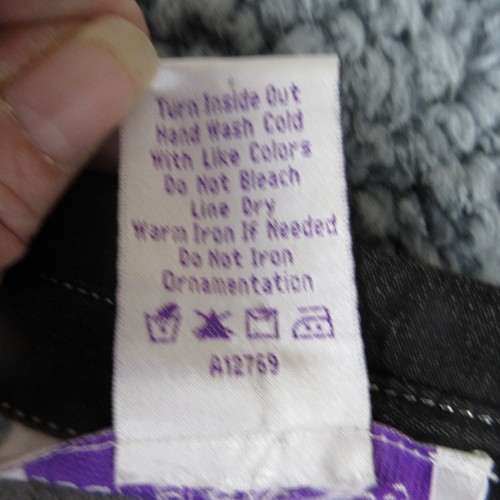 Turn Inside Out
Hand Wash Cold
With Like Colors
Do Not Bleach
Line Dry
Warm Iron If Needed
Do Not Iron
Ornamentation
A12769